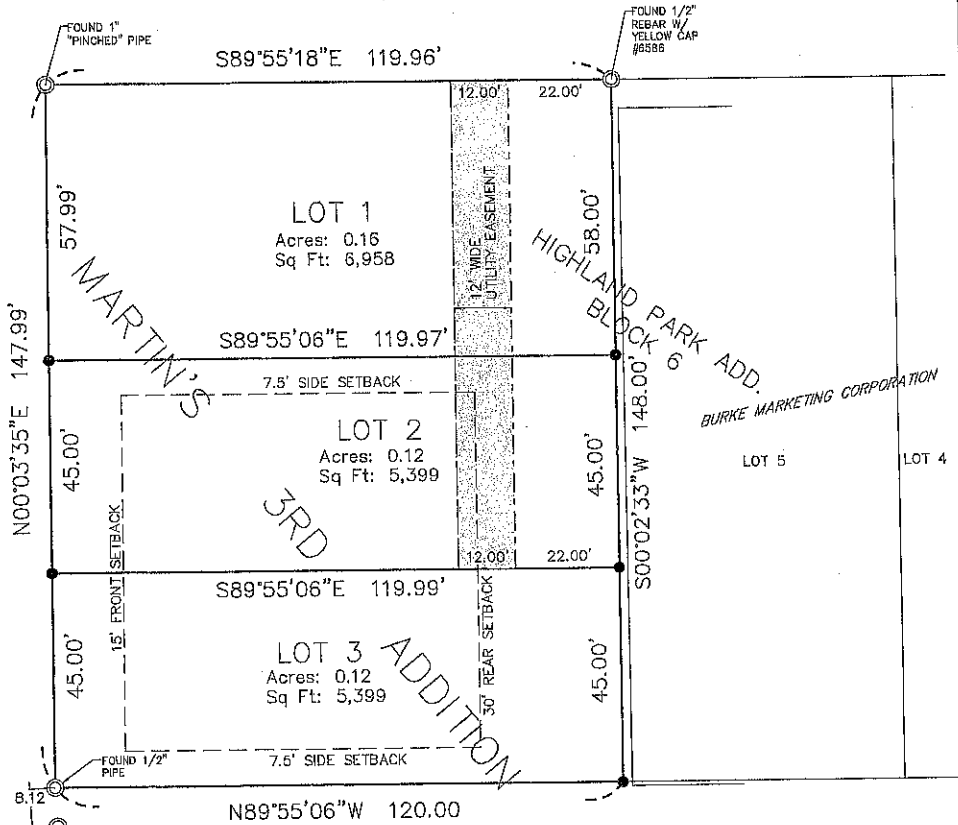 FOUND 1"
"PINCHED" PIPE
FOUND 1/2"
REBAR W/
YELLOW CAP
#6586
S89°55'18"E 119.96'
12.00'
22.00'
57.99'
LOT 1
Acres: 0.16
Sq Ft: 6,958
12' WIDE
UTILITY EASEMENT
58.00'
HIGHLAND PARK ADD.
BLOCK 6
MARTIN'S
N00°03'35"E 147.99'
S89°55'06"E 119.97'
7.5' SIDE SETBACK
148.00'
S00°02'33"W
BURKE MARKETING CORPORATION
45.00'
LOT 2
Acres: 0.12
Sq Ft: 5,399
45.00'
LOT 5
LOT 4
3RD
15' FRONT SETBACK
12.00'
22.00'
S89°55'06"E 119.99'
45.00'
LOT 3
Acres: 0.12
Sq Ft: 5,399
ADDITION
30' REAR SETBACK
45.00'
7.5' SIDE SETBACK
FOUND 1/2"
PIPE
8.12
N89°55'06"W 120.00